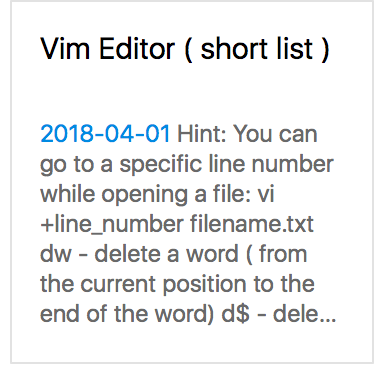 Vim Editor ( short list )
2018-04-01 Hint: You can
go to a specific line number
while opening a file: vi
+line_number filename.txt
dw - delete a word ( from
the current position to the
end of the word) d$ - dele...